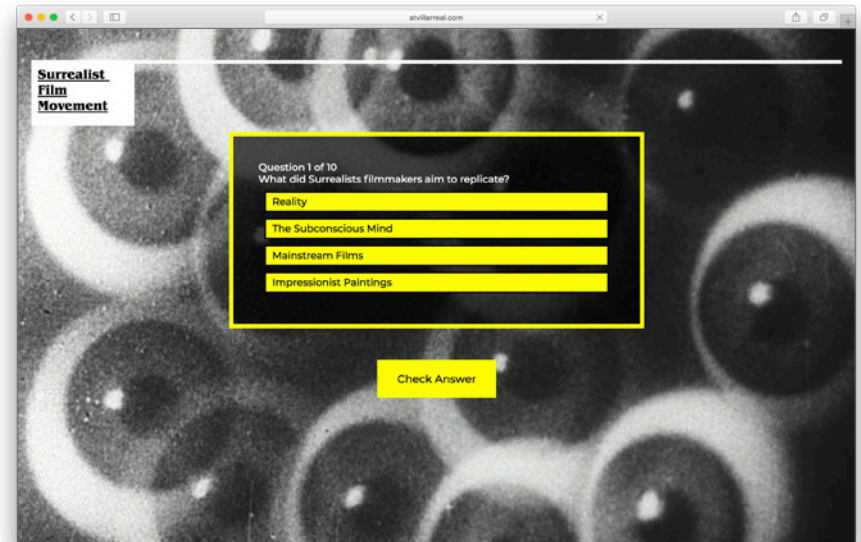 atvillarreal.com
Surrealist
Film
Movement
Question 1 of 10
What did Surrealists filmmakers aim to replicate?
Reality
The Subconscious Mind
Mainstream Films
Impressionist Paintings
Check Answer